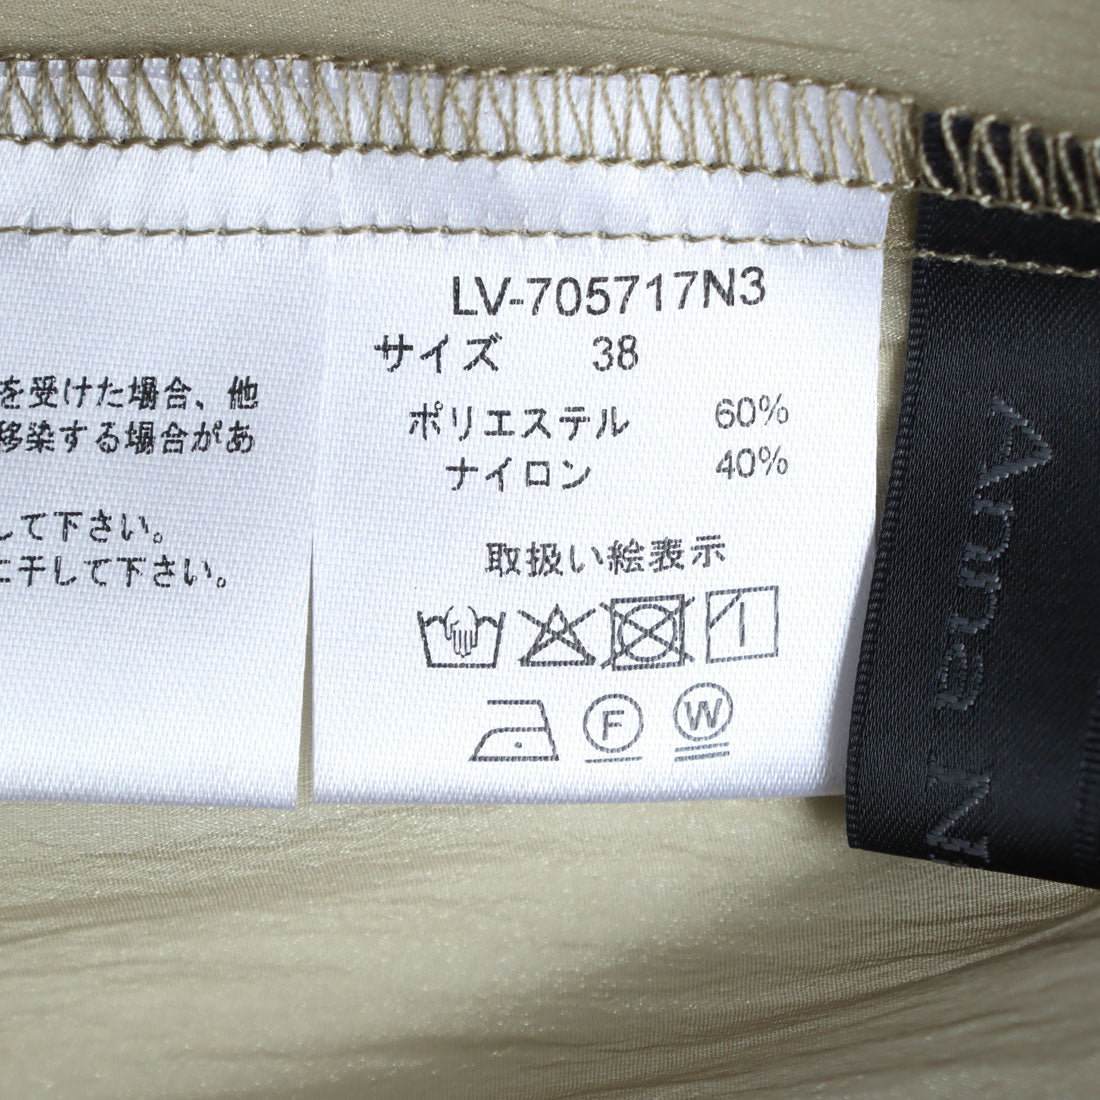 を受けた場合、他
移染する場合があ
して下さい。
に干して下さい。
LV-705717N3
サイズ 38
ポリエステル 60%
ナイロン 40%
取扱い絵表示
F W